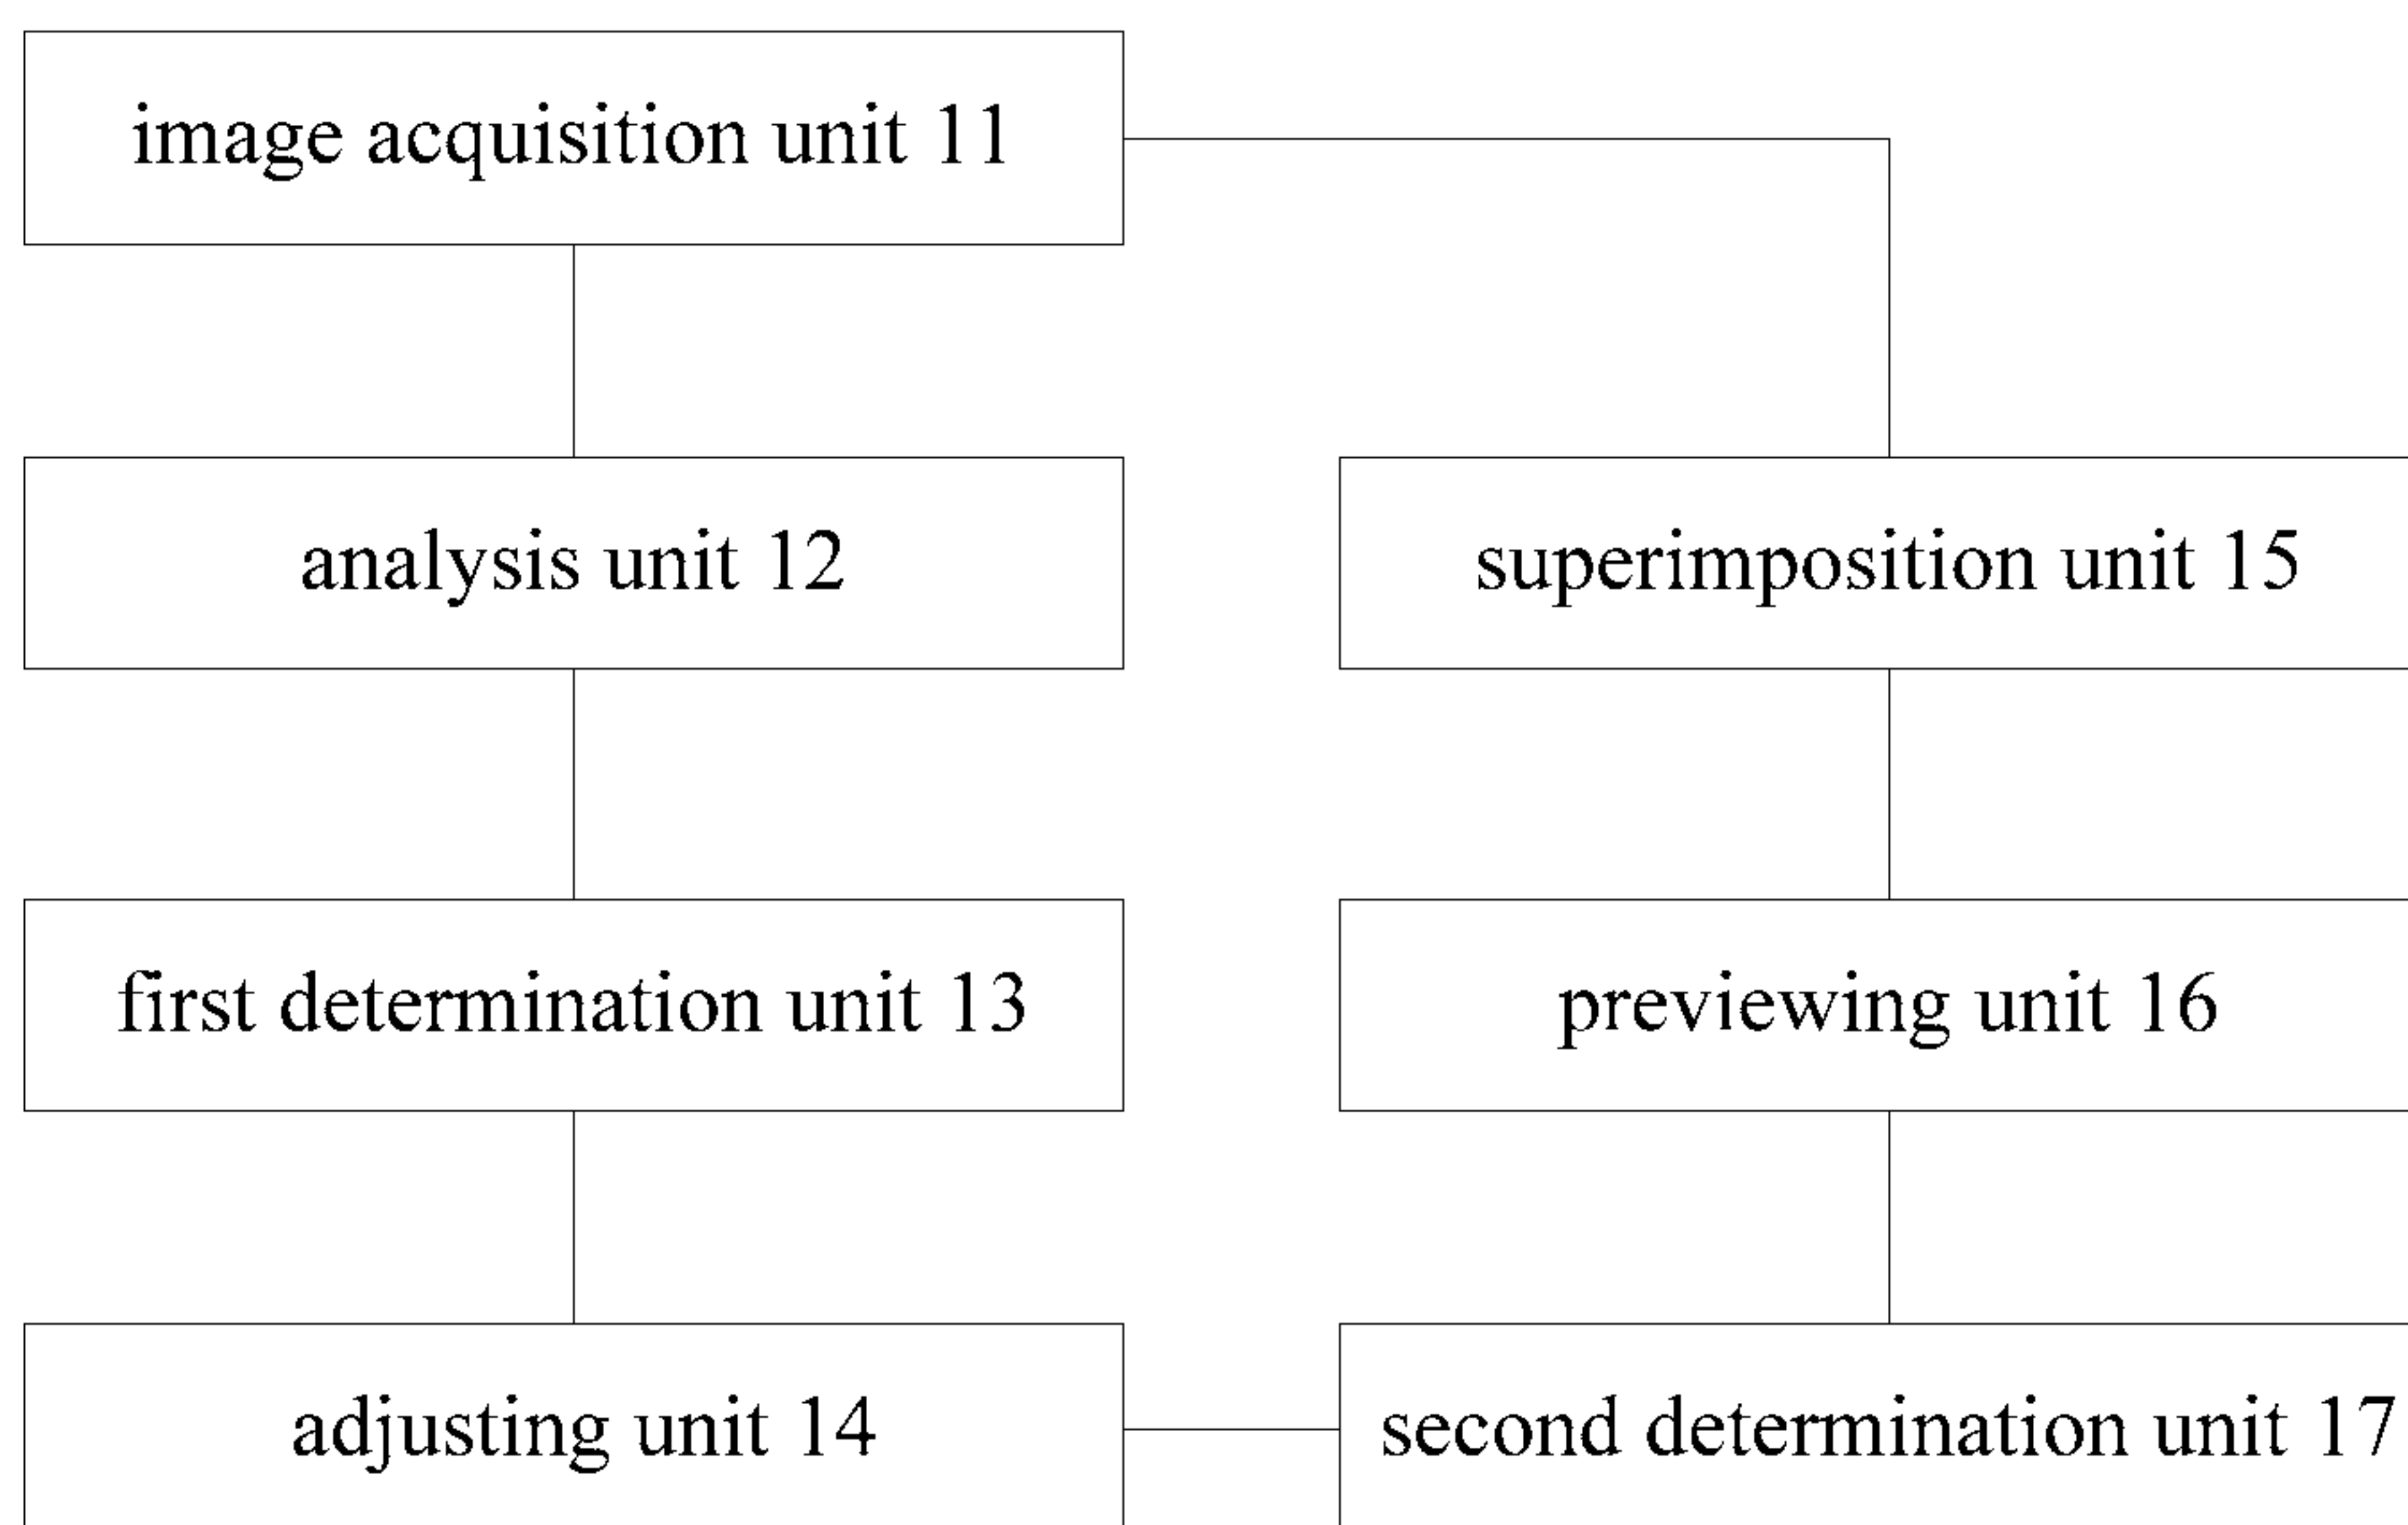 image acquisition unit 11
analysis unit 12
superimposition unit 15
first determination unit 13
previewing unit 16
adjusting unit 14
second determination unit 17